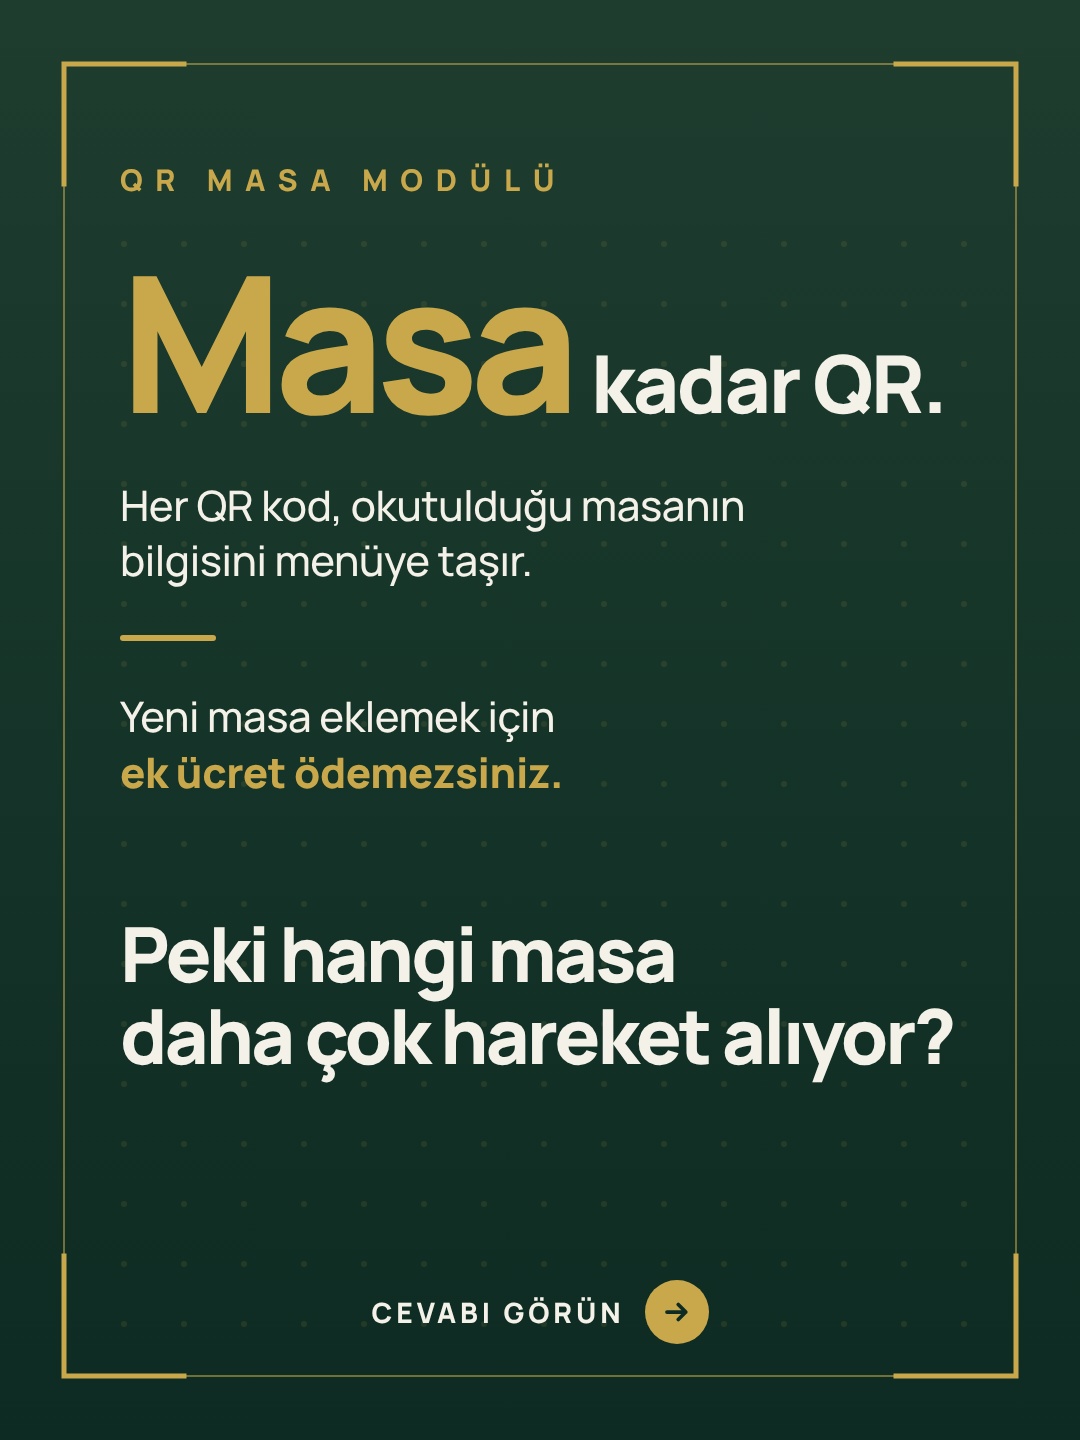 QR MASA MODÜLÜ
Masa kadar QR.
Her QR kod, okutulduğu masanın
bilgisini menüye taşır.
Yeni masa eklemek için
ek ücret ödemezsiniz.
Peki hangi masa
daha çok hareket alıyor?
CEVABI GÖRÜN